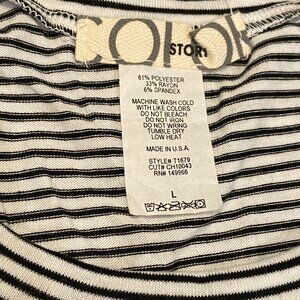 COLOR
STORY
61% POLYESTER
33% RAYON
6% SPANDEX
MACHINE WASH COLD
WITH LIKE COLORS
DO NOT BLEACH
DO NOT IRON
DO NOT WRING
TUMBLE DRY
LOW HEAT
MADE IN U.S.A.
STYLE# T1679
CUT# CH10043
RN# 149966
L